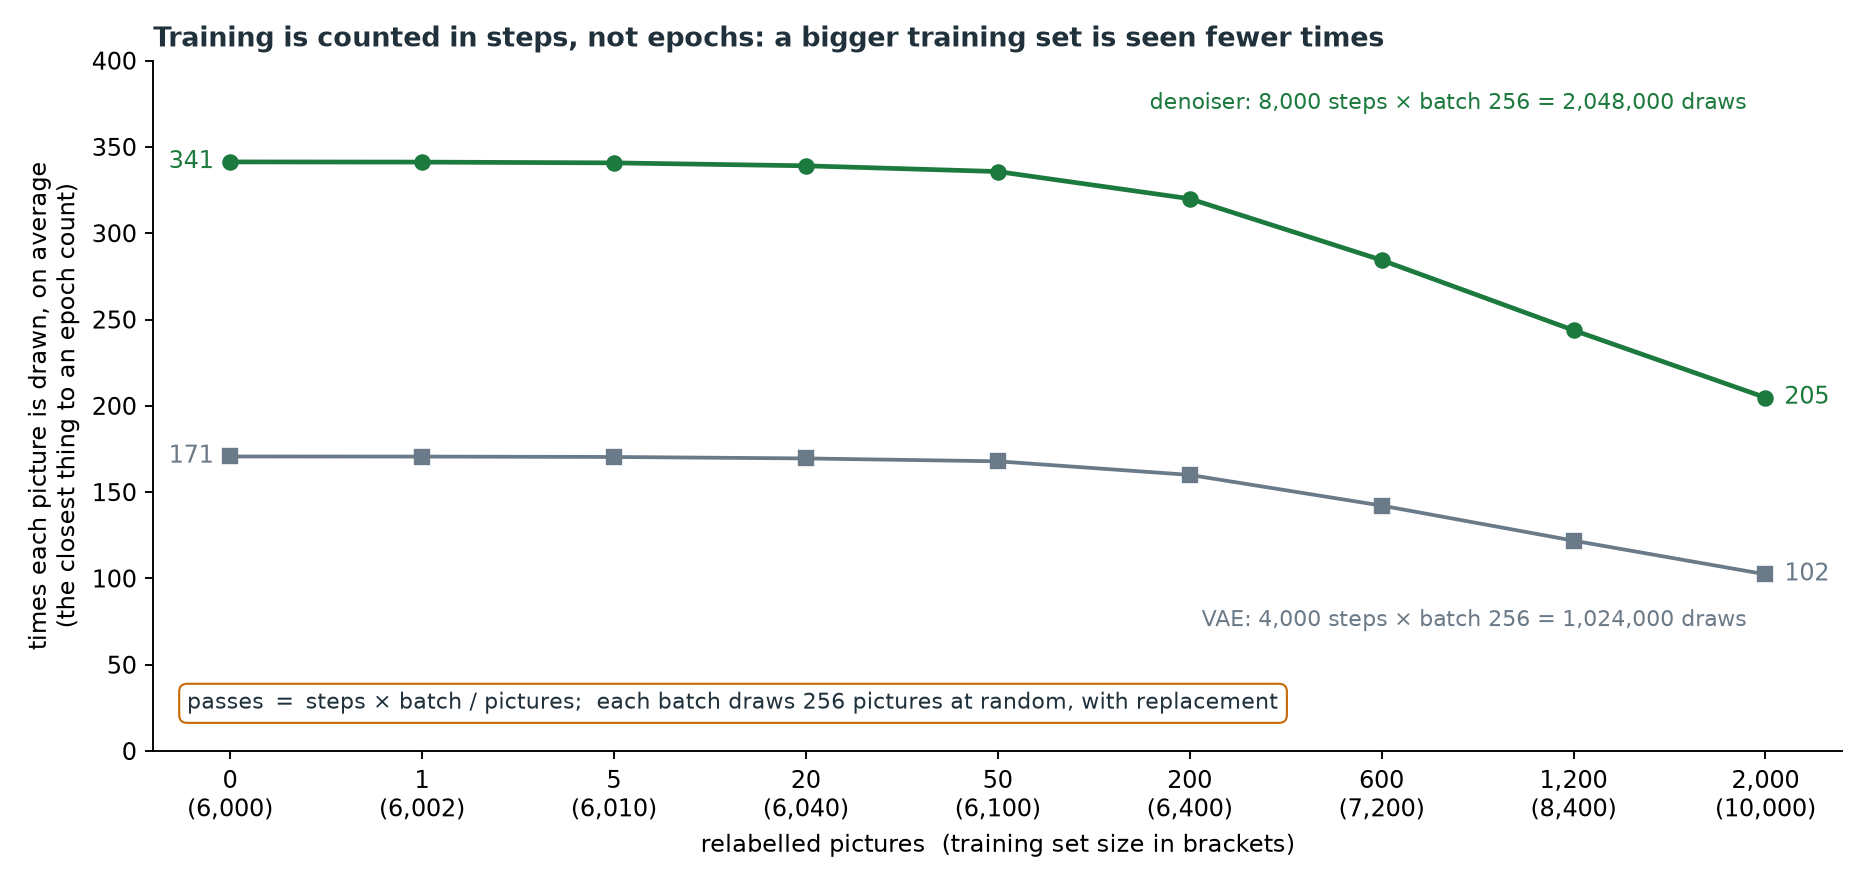 Training is counted in steps, not epochs: a bigger training set is seen fewer times
times each picture is drawn, on average
(the closest thing to an epoch count)
400
350
300
250
200
150
100
50
0
denoiser: 8,000 steps × batch 256 = 2,048,000 draws
341
205
171
102
VAE: 4,000 steps × batch 256 = 1,024,000 draws
passes = steps × batch / pictures; each batch draws 256 pictures at random, with replacement
0 1 5 20 50 200 600 1,200 2,000
(6,000) (6,002) (6,010) (6,040) (6,100) (6,400) (7,200) (8,400) (10,000)
relabelled pictures (training set size in brackets)